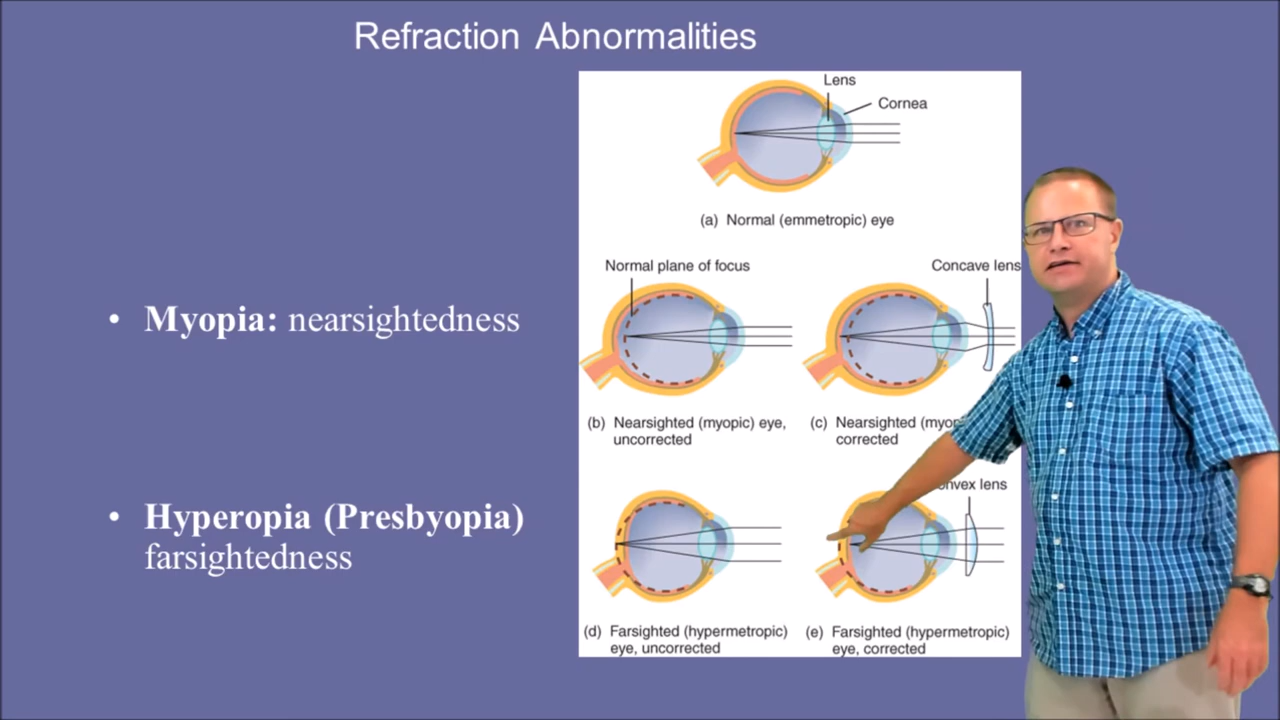 Refraction Abnormalities
Lens
Cornea
(a) Normal (emmetropic) eye
Normal plane of focus
Concave lens
• Myopia: nearsightedness
(b) Nearsighted (myopic) eye,
uncorrected
(c) Nearsighted
corrected
• Hyperopia (Presbyopia)
farsightedness
lens
(d) Farsighted (hypermetropic)
eye, uncorrected
(e) Farsighted (hypermetropic)
eye, corrected